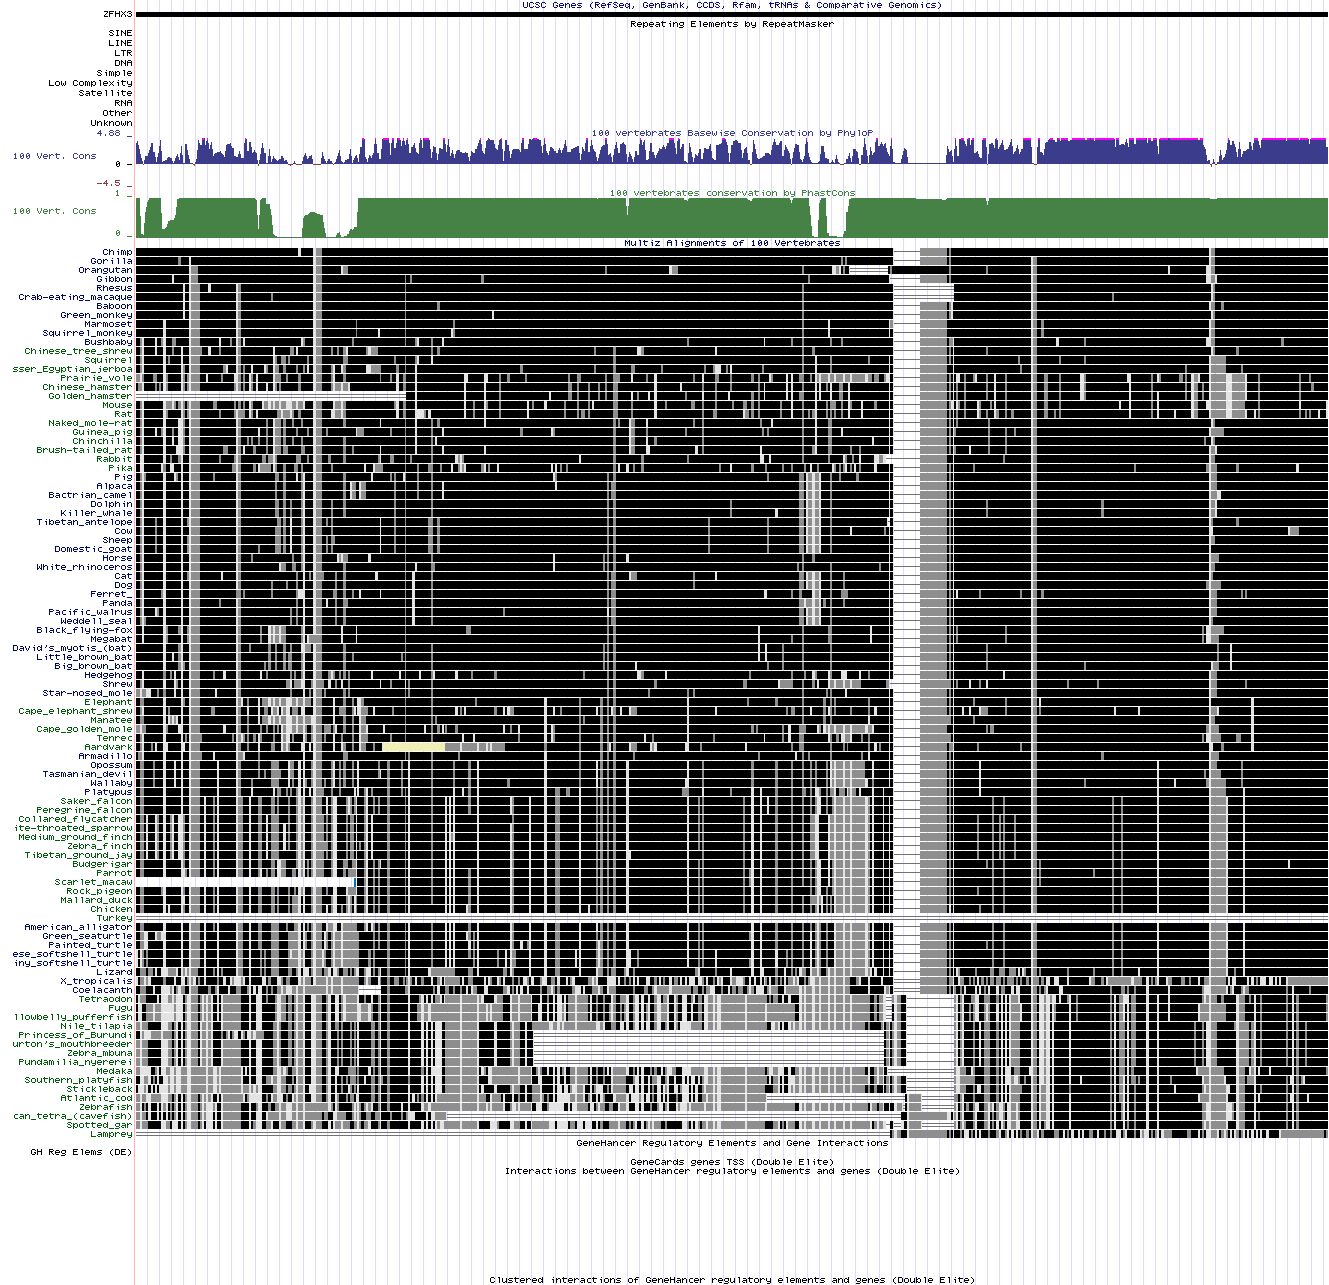 UCSC Genes (RefSeq, GenBank, CCDS, Rfam, tRNAs & Comparative Genomics)
ZFHX3
Repeating Elements by RepeatMasker
SINE
LINE
LTR
DNA
Simple
Low Complexity
Satellite
RNA
Other
Unknown
4.88 _
100 vertebrates Basewise Conservation by PhyloP
100 Vert. Cons
0 _
-4.5 _
100 vertebrates conservation by PhastCons
1 _
100 Vert. Cons
0 _
Multiz Alignments of 100 Vertebrates
Chimp
Gorilla
Orangutan
Gibbon
Rhesus
Crab-eating_macaque
Baboon
Green_monkey
Marmoset
Squirrel_monkey
Bushbaby
Chinese_tree_shrew
Squirrel
sser_Egyptian_jerboa
Prairie_vole
Chinese_hamster
Golden_hamster
Mouse
Rat
Naked_mole-rat
Guinea_pig
Chinchilla
Brush-tailed_rat
Rabbit
Pika
Pig
Alpaca
Bactrian_camel
Dolphin
Killer_whale
Tibetan_antelope
Cow
Sheep
Domestic_goat
Horse
White_rhinoceros
Cat
Dog
Ferret_
Panda
Pacific_walrus
Weddell_seal
Black_flying-fox
Megabat
David's_myotis_(bat)
Little_brown_bat
Big_brown_bat
Hedgehog
Shrew
Star-nosed_mole
Elephant
Cape_elephant_shrew
Manatee
Cape_golden_mole
Tenrec
Aardvark
Armadillo
Opossum
Tasmanian_devil
Wallaby
Platypus
Saker_falcon
Peregrine_falcon
Collared_flycatcher
ite-throated_sparrow
Medium_ground_finch
Zebra_finch
Tibetan_ground_jay
Budgerigar
Parrot
Scarlet_macaw
Rock_pigeon
Mallard_duck
Chicken
Turkey
American_alligator
Green_seaturtle
Painted_turtle
ese_softshell_turtle
iny_softshell_turtle
Lizard
X_tropicalis
Coelacanth
Tetraodon
Fugu
llowbelly_pufferfish
Nile_tilapia
Princess_of_Burundi
urton's_mouthbreeder
Zebra_mbuna
Pundamilia_nyererei
Medaka
Southern_platyfish
Stickleback
Atlantic_cod
Zebrafish
can_tetra_(cavefish)
Spotted_gar
Lamprey
GeneHancer Regulatory Elements and Gene Interactions
GH Reg Elems (DE)
GeneCards genes TSS (Double Elite)
Interactions between GeneHancer regulatory elements and genes (Double Elite)
Clustered interactions of GeneHancer regulatory elements and genes (Double Elite)